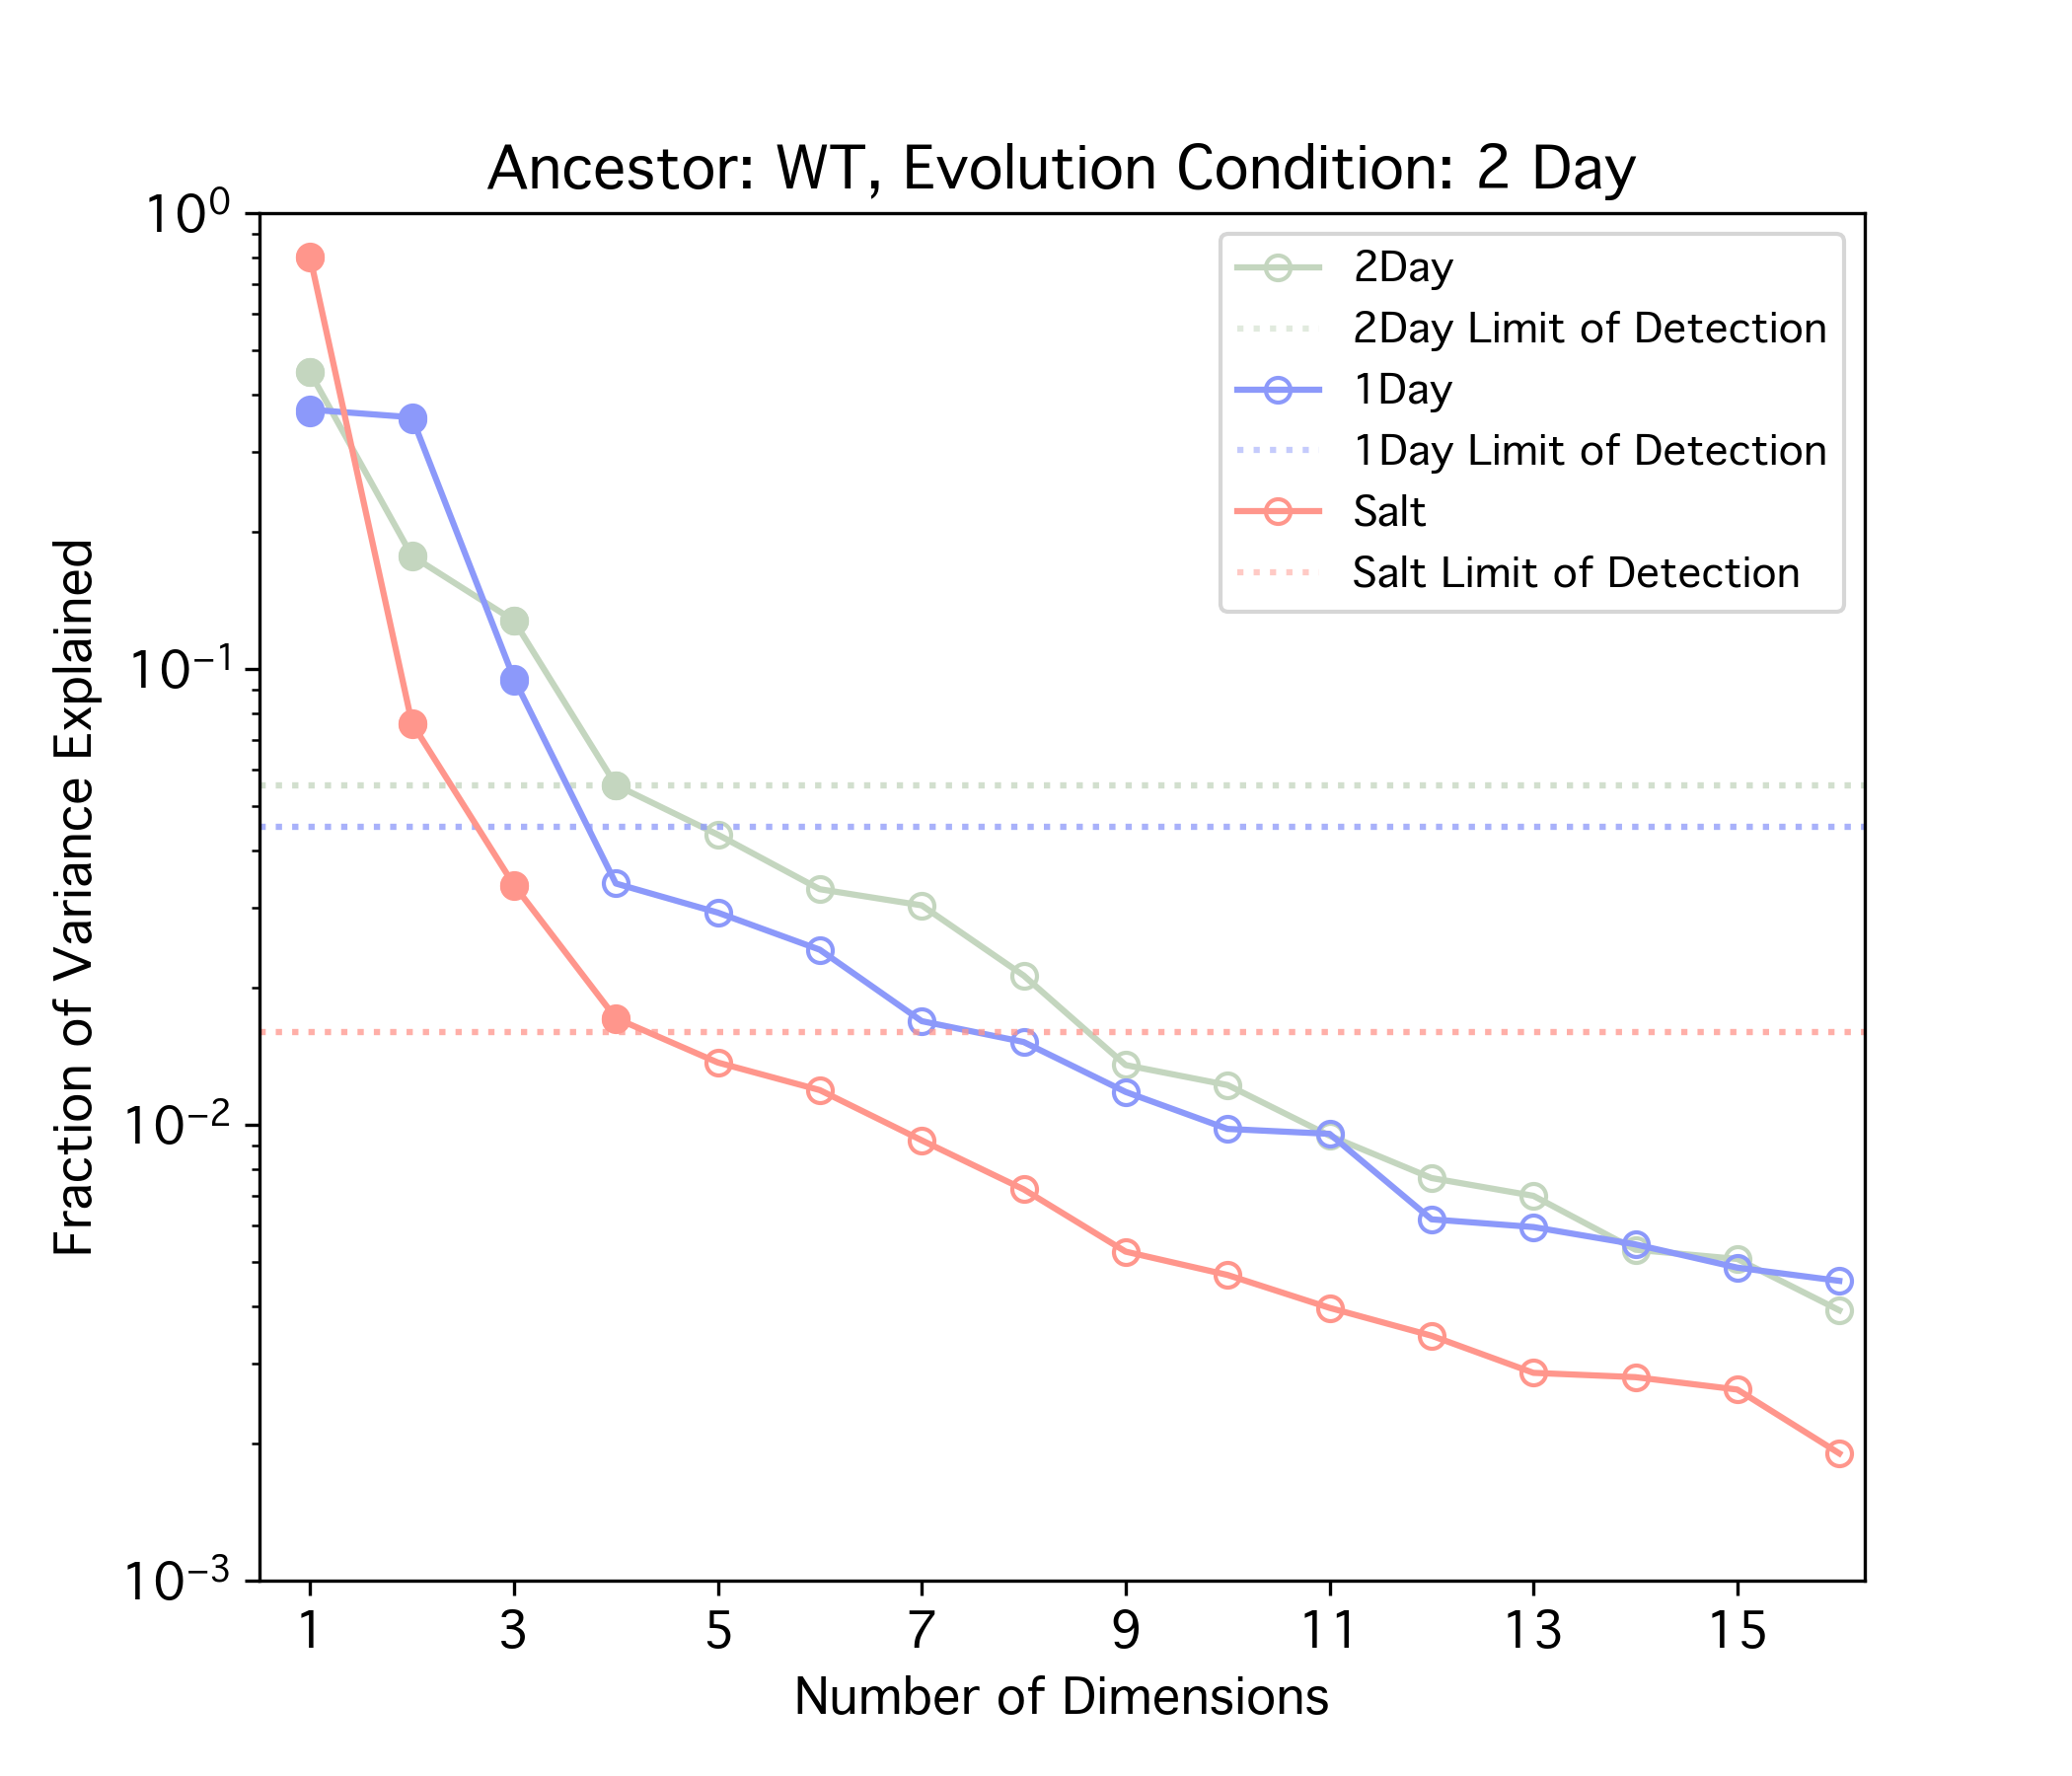 Ancestor: WT, Evolution Condition: 2 Day
10⁰
10⁻¹
10⁻²
10⁻³
Fraction of Variance Explained
2Day
2Day Limit of Detection
1Day
1Day Limit of Detection
Salt
Salt Limit of Detection
1 3 5 7 9 11 13 15
Number of Dimensions